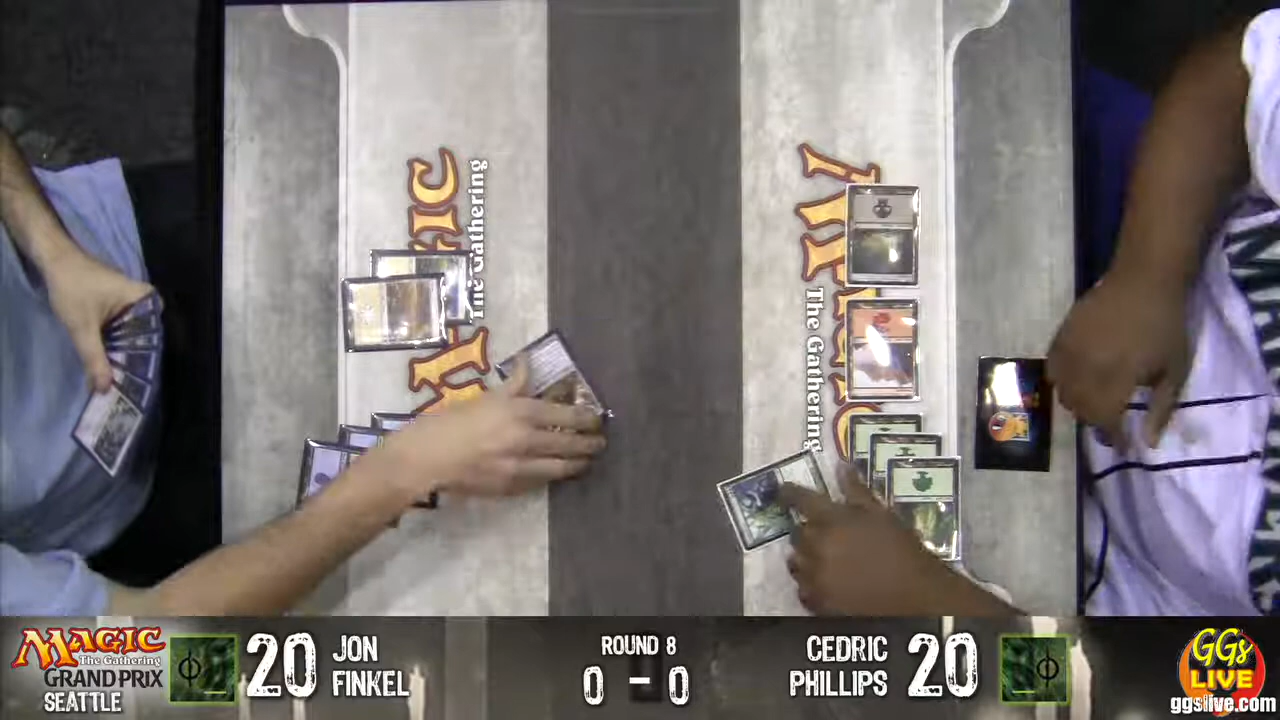 MAGIC
The Gathering
MAGIC
The Gathering
MAGIC
The Gathering
GRAND PRIX
SEATTLE
20
JON
FINKEL
ROUND 8
0 - 0
CEDRIC
PHILLIPS
20
GGs
LIVE
ggslive.com